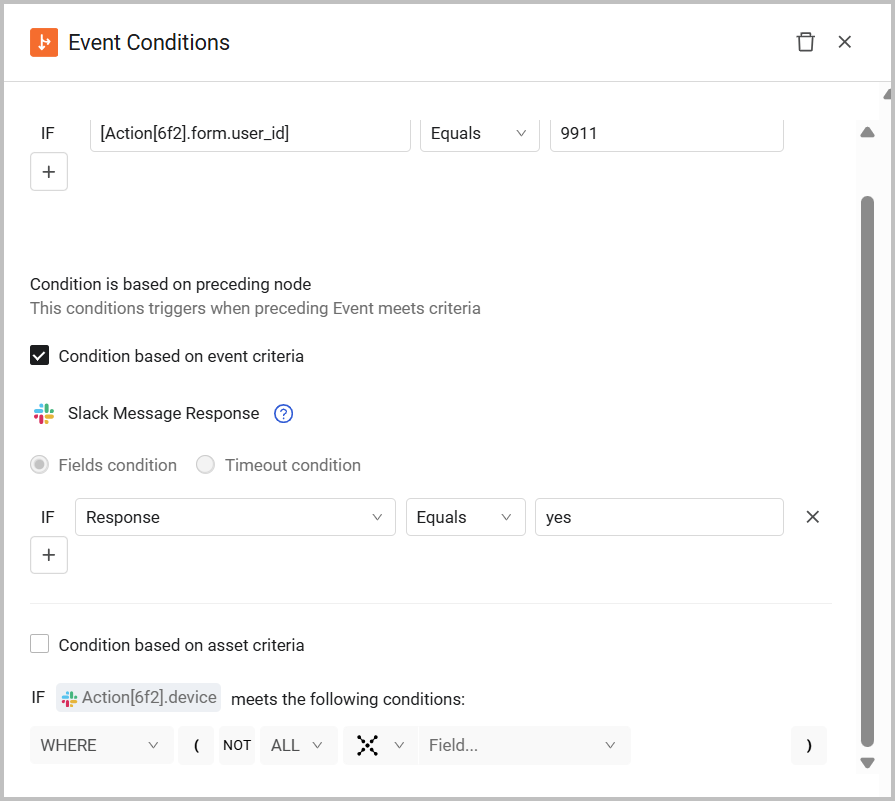 Event Conditions
IF [Action[6f2].form.user_id] Equals 9911
+
Condition is based on preceding node
This conditions triggers when preceding Event meets criteria
Condition based on event criteria
Slack Message Response ?
Fields condition Timeout condition
IF Response Equals yes
+
Condition based on asset criteria
IF Action[6f2].device meets the following conditions:
WHERE ( NOT ALL Field... )